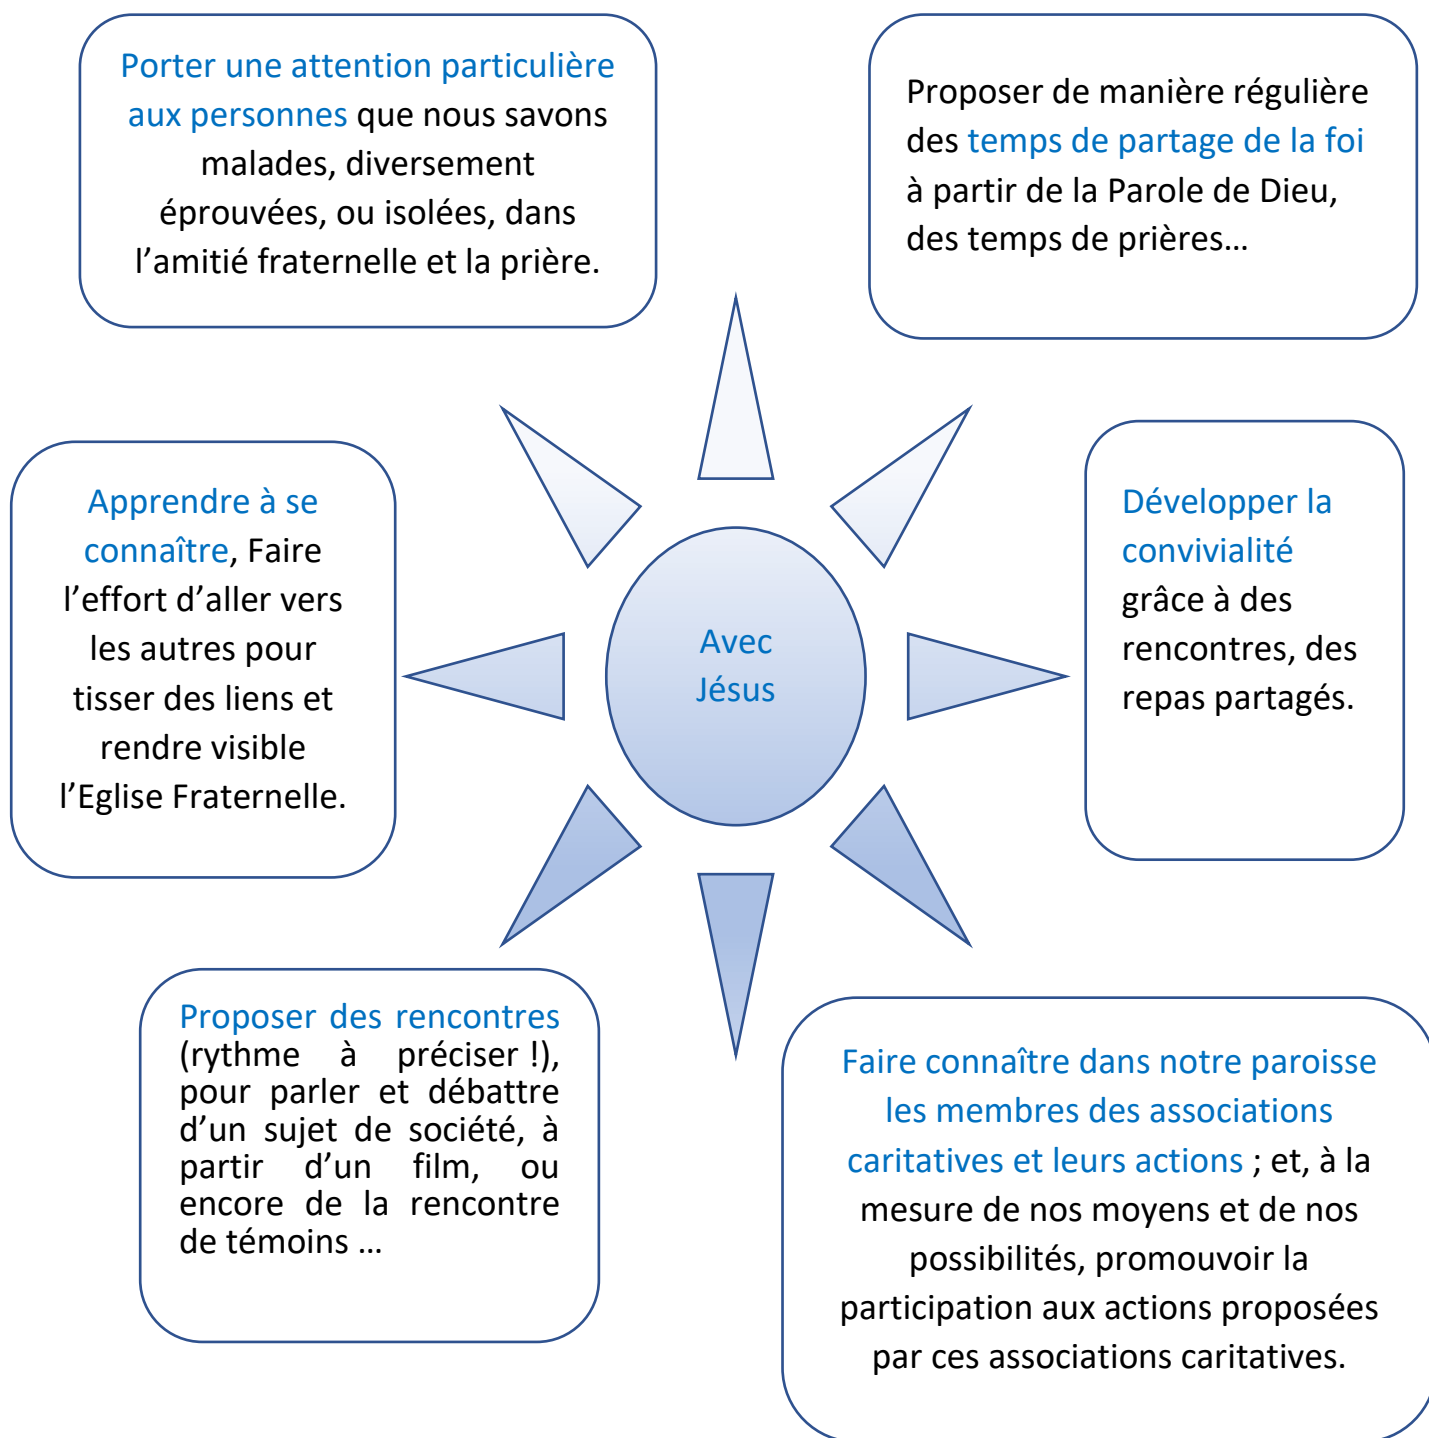 Porter une attention particulière
aux personnes que nous savons
malades, diversement
éprouvées, ou isolées, dans
l’amitié fraternelle et la prière.
Proposer de manière régulière
des temps de partage de la foi
à partir de la Parole de Dieu,
des temps de prières…
Apprendre à se
connaître, Faire
l’effort d’aller vers
les autres pour
tisser des liens et
rendre visible
l’Eglise Fraternelle.
Avec
Jésus
Développer la
convivialité
grâce à des
rencontres, des
repas partagés.
Proposer des rencontres
(rythme à préciser !),
pour parler et débattre
d’un sujet de société, à
partir d’un film, ou
encore de la rencontre
de témoins …
Faire connaître dans notre paroisse
les membres des associations
caritatives et leurs actions ; et, à la
mesure de nos moyens et de nos
possibilités, promouvoir la
participation aux actions proposées
par ces associations caritatives.